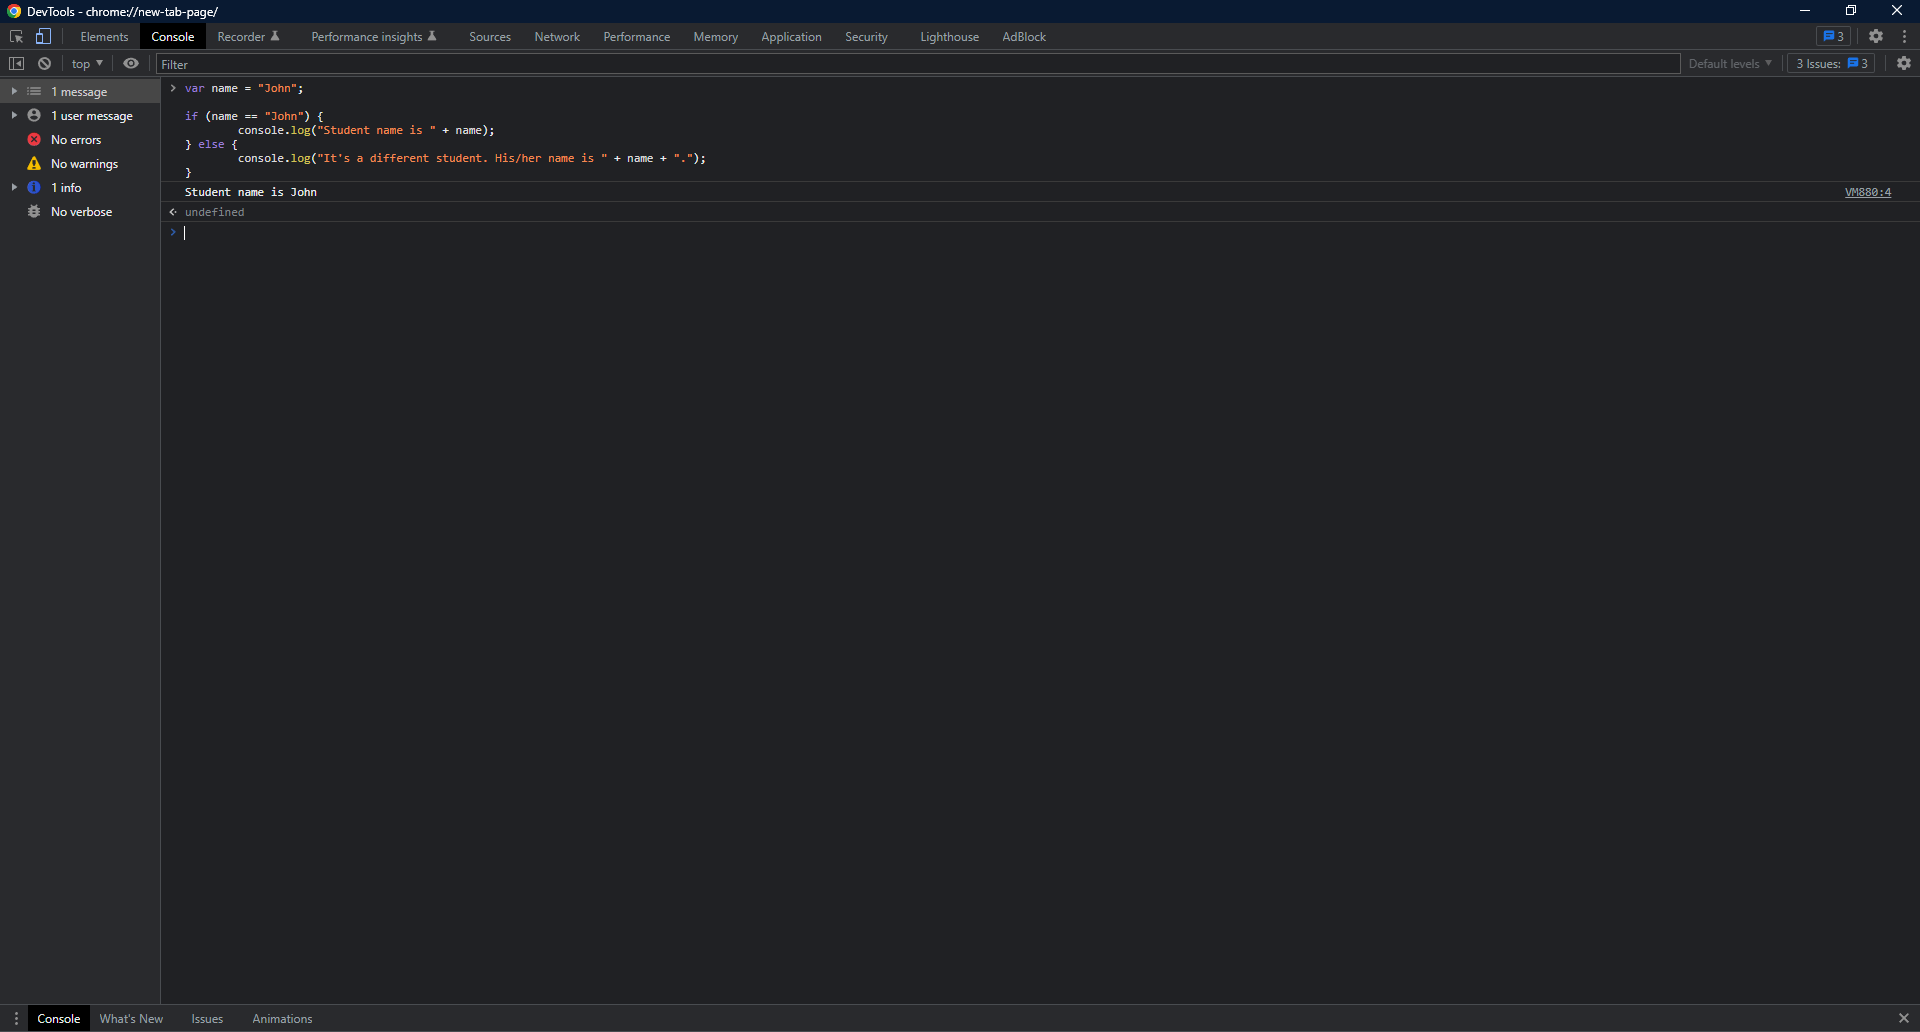 DevTools - chrome://new-tab-page/
Elements Console Recorder Performance insights Sources Network Performance Memory Application Security Lighthouse AdBlock 3
top Filter Default levels 3 Issues: 3
1 message
1 user message
No errors
No warnings
1 info
No verbose
var name = "John";
if (name == "John") {
console.log("Student name is " + name);
} else {
console.log("It's a different student. His/her name is " + name + ".");
}
Student name is John VM880:4
undefined
Console What's New Issues Animations